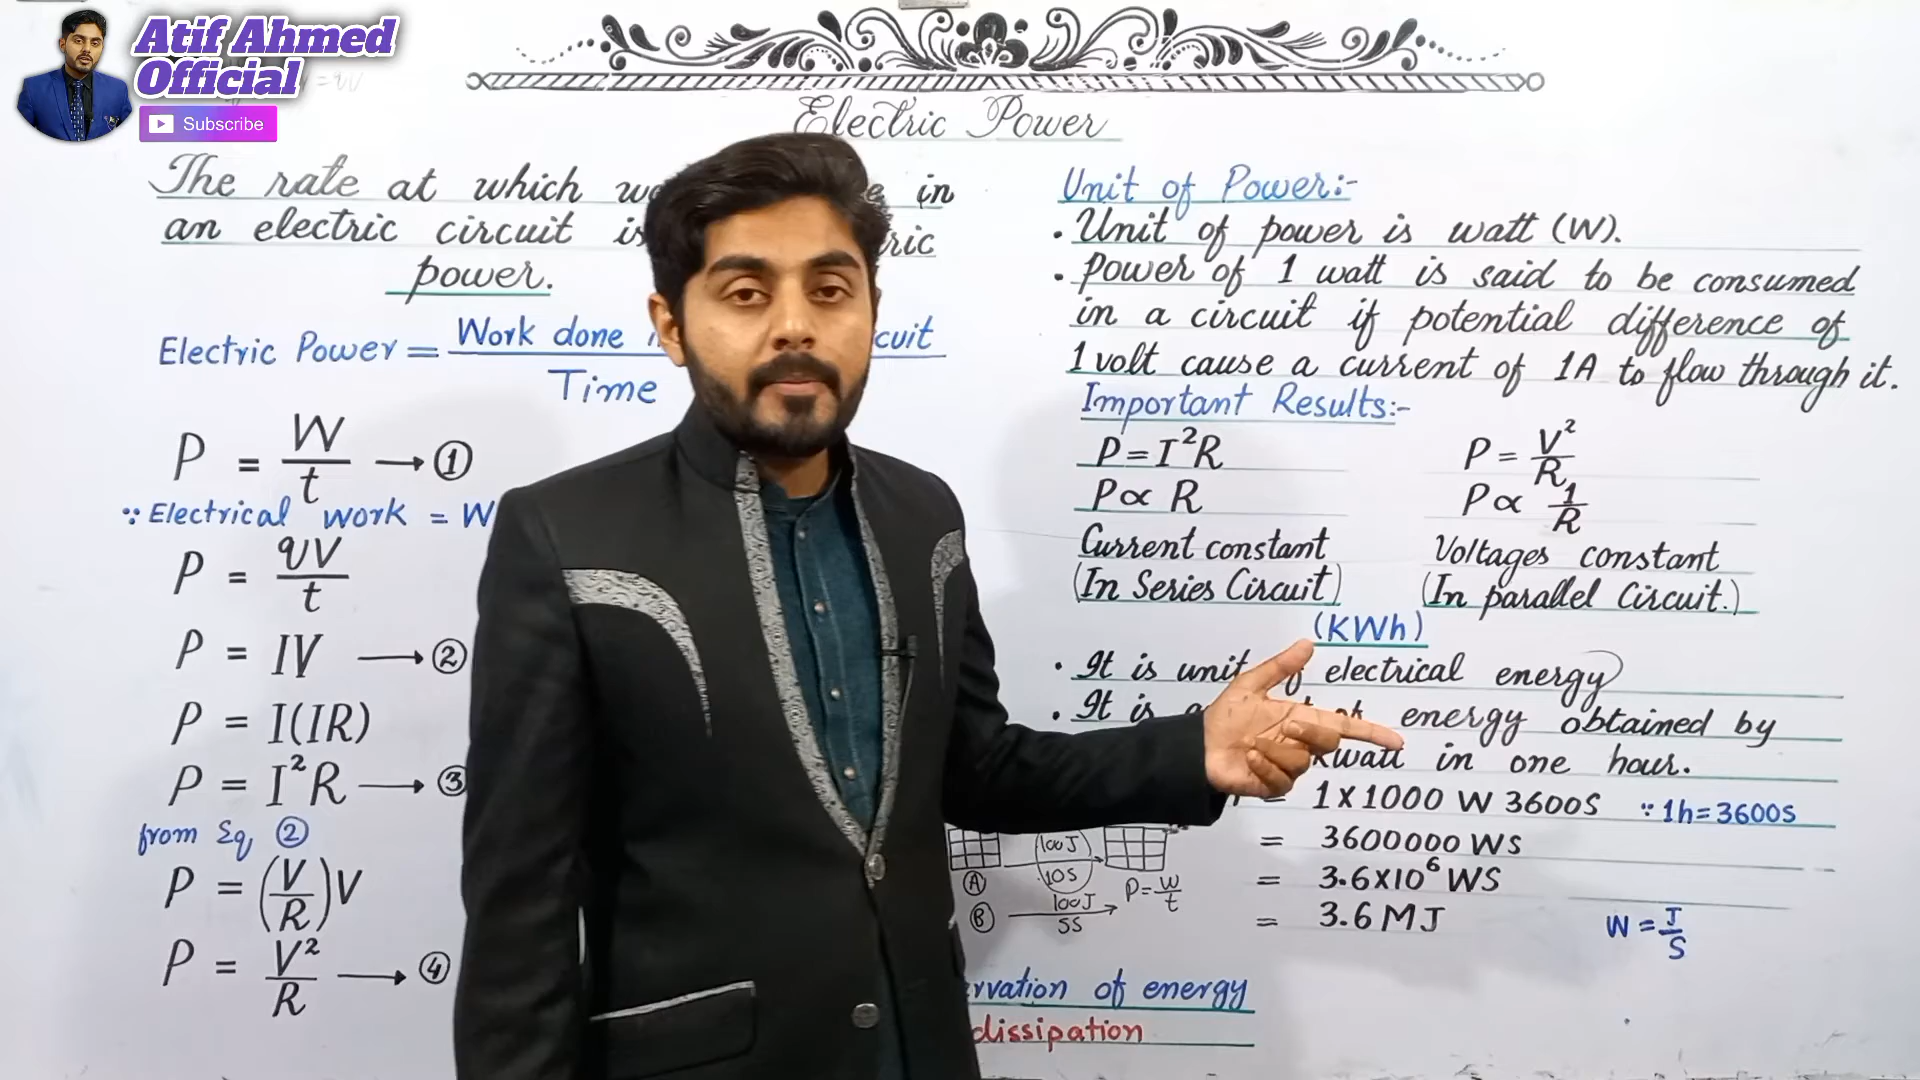 Atif Ahmed
Official
Subscribe
Electric Power
The rate at which in
an electric circuit is
power.
Electric Power = Work done
Time
P = W/t → ①
∵ Electrical work = W
P = qV/t
P = IV → ②
P = I(IR)
P = I²R → ③
from Eq ②
P = (V/R)V
P = V²/R → ④
Unit of Power:-
• Unit of power is watt (W).
• Power of 1 watt is said to be consumed
in a circuit if potential difference of
1 volt cause a current of 1A to flow through it.
Important Results:-
P = I²R
P ∝ R
Current constant
(In Series Circuit)
P = V²/R
P ∝ 1/R
Voltages constant
(In parallel Circuit.)
(KWh)
• It is unit of electrical energy
• It is energy obtained by
kwatt in one hour.
= 1 x 1000 W 3600S ∵ 1h = 3600S
= 3600000 WS
= 3.6x10⁶ WS
= 3.6 MJ
W = J/S
100J
10S
Ⓐ
P = W/t
Ⓑ 100J
5S
of energy
dissipation